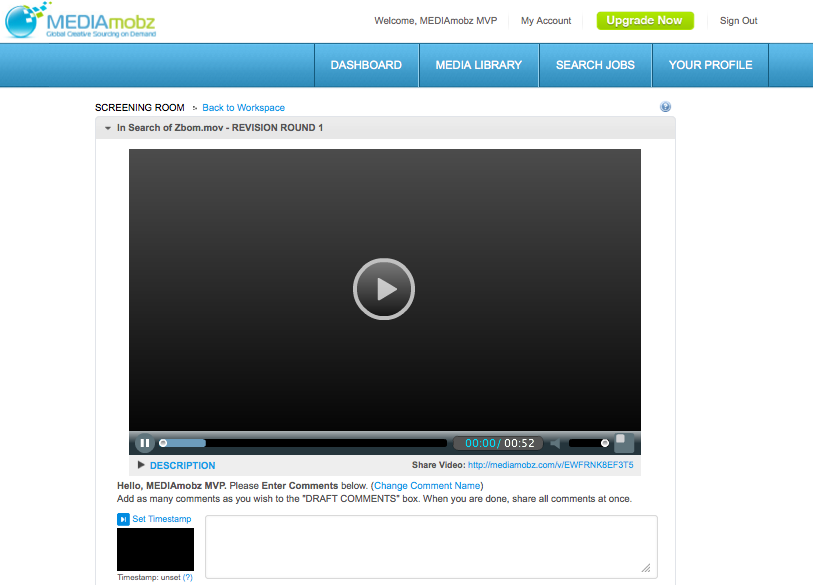 MEDIAmobz
Global Creative Sourcing on Demand
Welcome, MEDIAmobz MVP
My Account
Upgrade Now
Sign Out
DASHBOARD
MEDIA LIBRARY
SEARCH JOBS
YOUR PROFILE
SCREENING ROOM > Back to Workspace
?
In Search of Zbom.mov - REVISION ROUND 1
00:00/ 00:52
DESCRIPTION
Share Video: http://mediamobz.com/v/EWFRNK8EF3T5
Hello, MEDIAmobz MVP. Please Enter Comments below. (Change Comment Name)
Add as many comments as you wish to the "DRAFT COMMENTS" box. When you are done, share all comments at once.
Set Timestamp
Timestamp: unset (?)